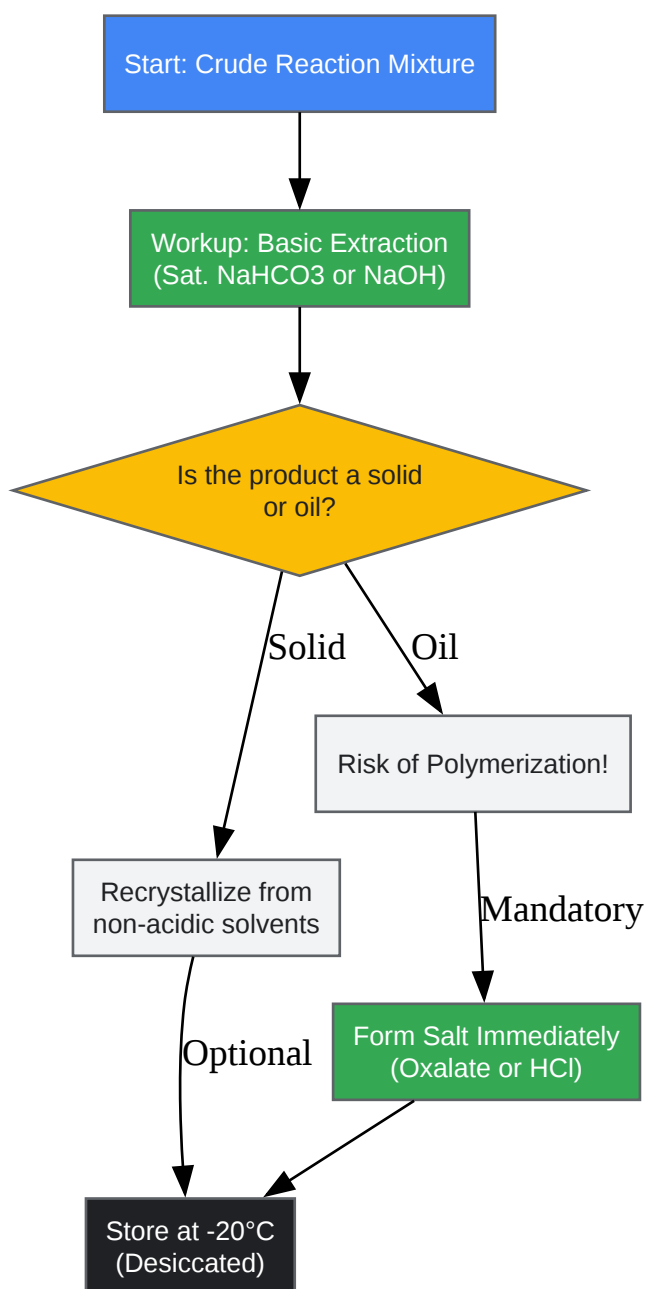 Start: Crude Reaction Mixture
Workup: Basic Extraction
(Sat. NaHCO3 or NaOH)
Is the product a solid
or oil?
Solid
Oil
Risk of Polymerization!
Recrystallize from
non-acidic solvents
Mandatory
Form Salt Immediately
(Oxalate or HCl)
Optional
Store at -20°C
(Desiccated)